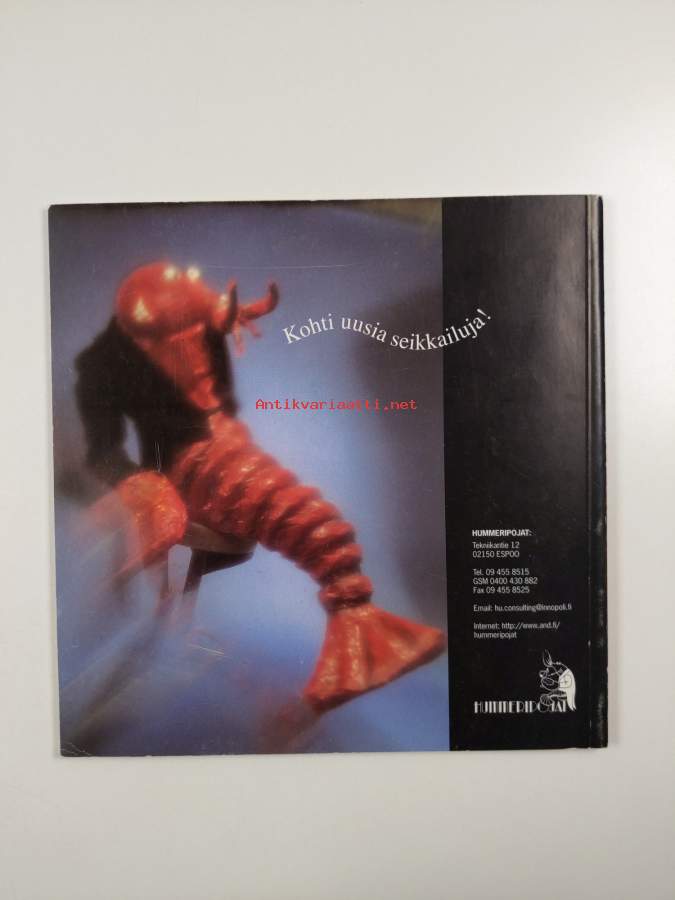 Kohti uusia seikkailuja!
Antikvariaatti.net
HUMMERIPOJAT:
Tekniikantie 12
02150 ESPOO
Tel. 09 455 8515
GSM 0400 430 882
Fax 09 455 8525
Email: hu.consulting@innopoli.fi
Internet: http://www.and.fi/
hummeripojat
HUMMERIPOJAT